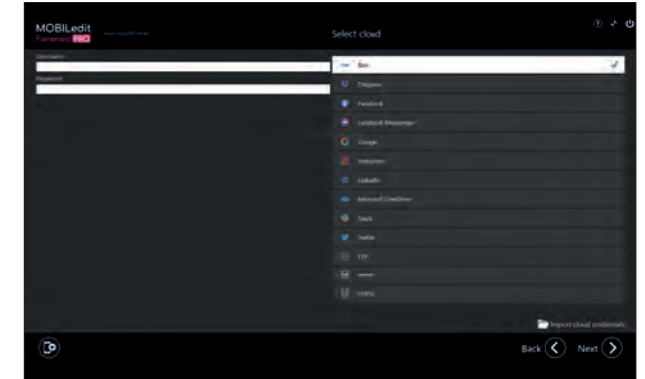 MOBILedit
Forensic PRO
Select cloud
Username
Password
Box
Dropbox
Facebook
Facebook Messenger
Google
Instagram
LinkedIn
Microsoft OneDrive
Slack
Twitter
FTP
Import cloud credentials
Back
Next